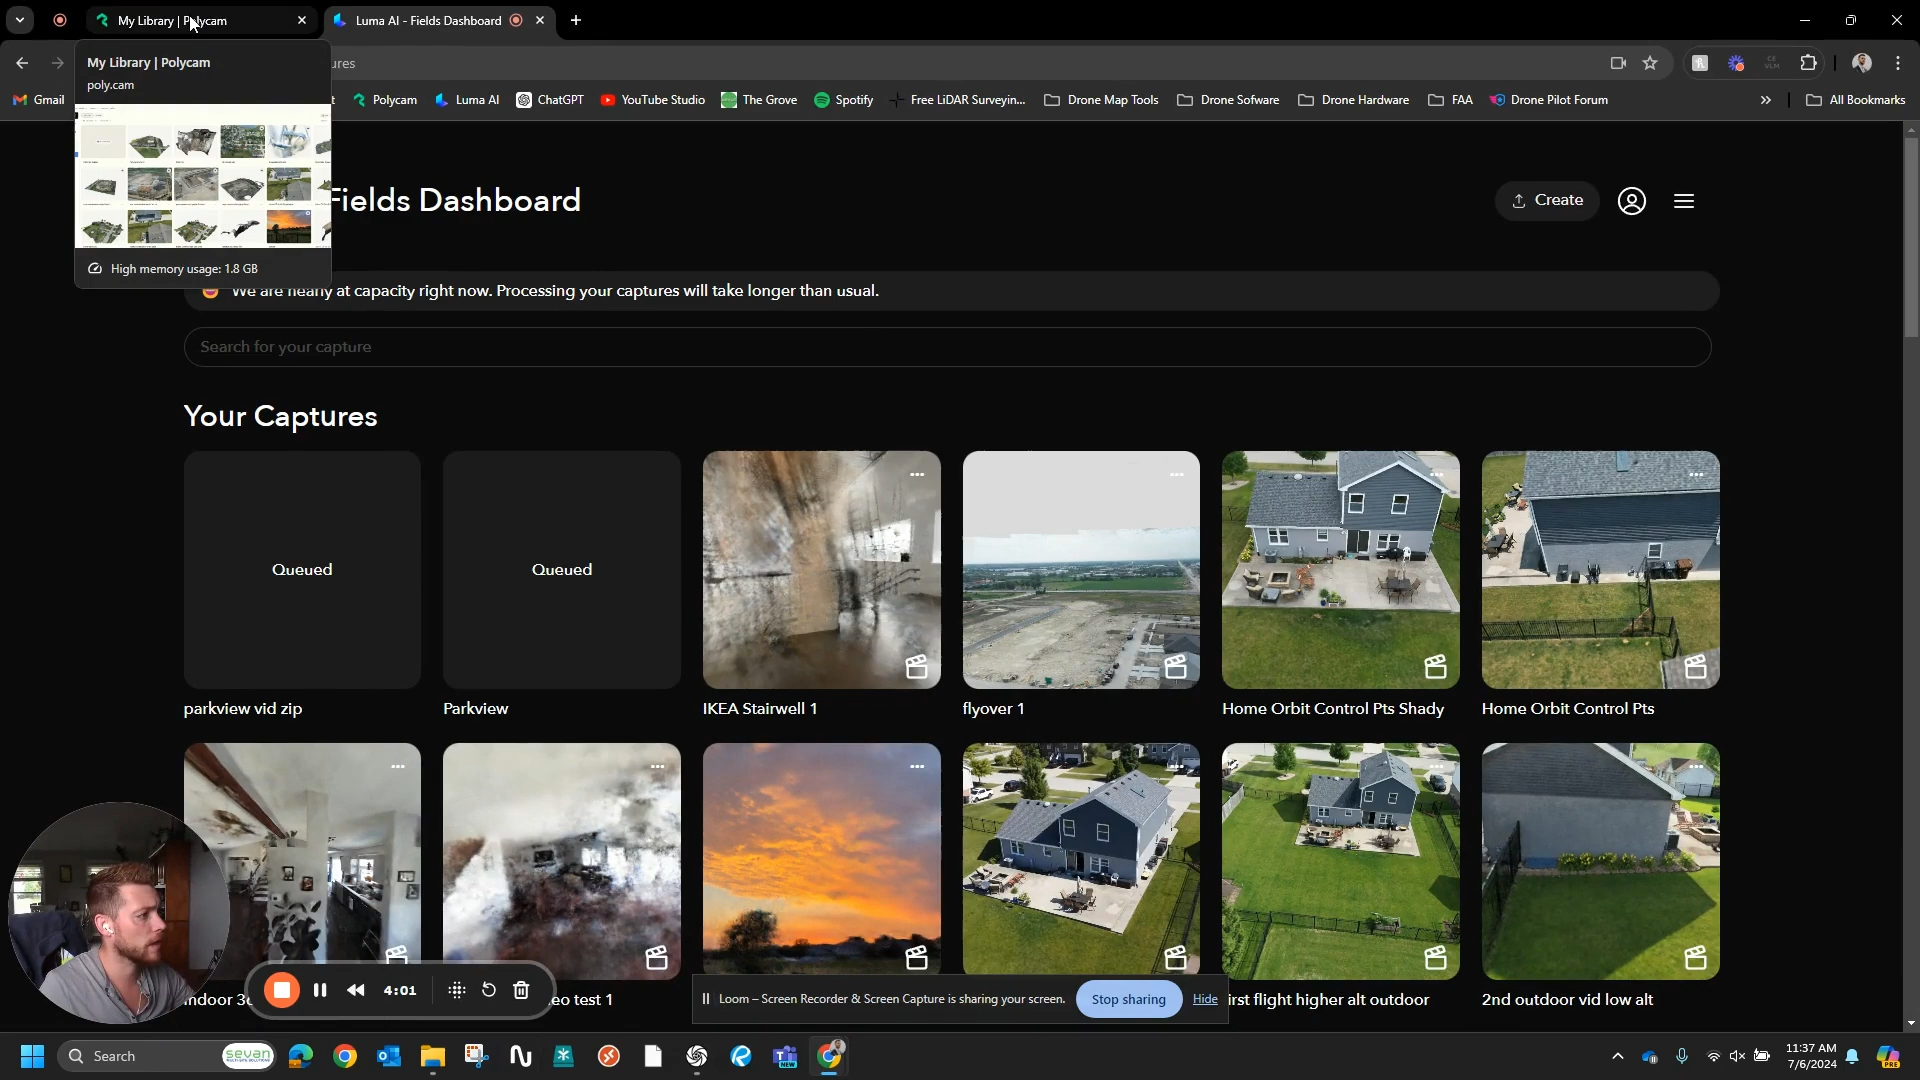 My Library | Polycam
Luma AI - Fields Dashboard
My Library | Polycam
poly.cam
High memory usage: 1.8 GB
ures
Gmail
Polycam
Luma AI
ChatGPT
YouTube Studio
The Grove
Spotify
Free LiDAR Surveyin...
Drone Map Tools
Drone Sofware
Drone Hardware
FAA
Drone Pilot Forum
All Bookmarks
Fields Dashboard
Create
We are nearly at capacity right now. Processing your captures will take longer than usual.
Search for your capture
Your Captures
Queued
Queued
parkview vid zip
Parkview
IKEA Stairwell 1
flyover 1
Home Orbit Control Pts Shady
Home Orbit Control Pts
indoor 3d
eo test 1
irst flight higher alt outdoor
2nd outdoor vid low alt
4:01
Loom – Screen Recorder & Screen Capture is sharing your screen.
Stop sharing
Hide
Search
sevan
NEW
PRE
11:37 AM
7/6/2024